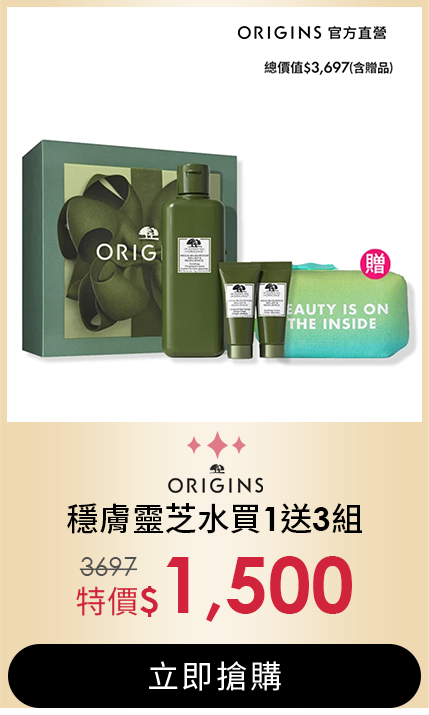 ORIGINS 官方直營
總價值$3,697(含贈品)
ORIGI
贈
EAUTY IS ON
THE INSIDE
ORIGINS
穩膚靈芝水買1送3組
3697
特價$1,500
立即搶購